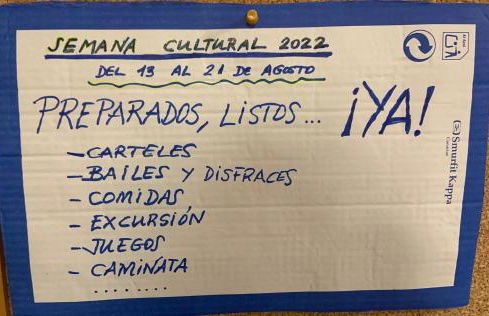 SEMANA CULTURAL 2022
DEL 13 AL 21 DE AGOSTO
PREPARADOS, LISTOS... ¡YA!
- CARTELES
- BAILES Y DISFRACES
- COMIDAS
- EXCURSIÓN
- JUEGOS
- CAMINATA
........
Smurfit Kappa